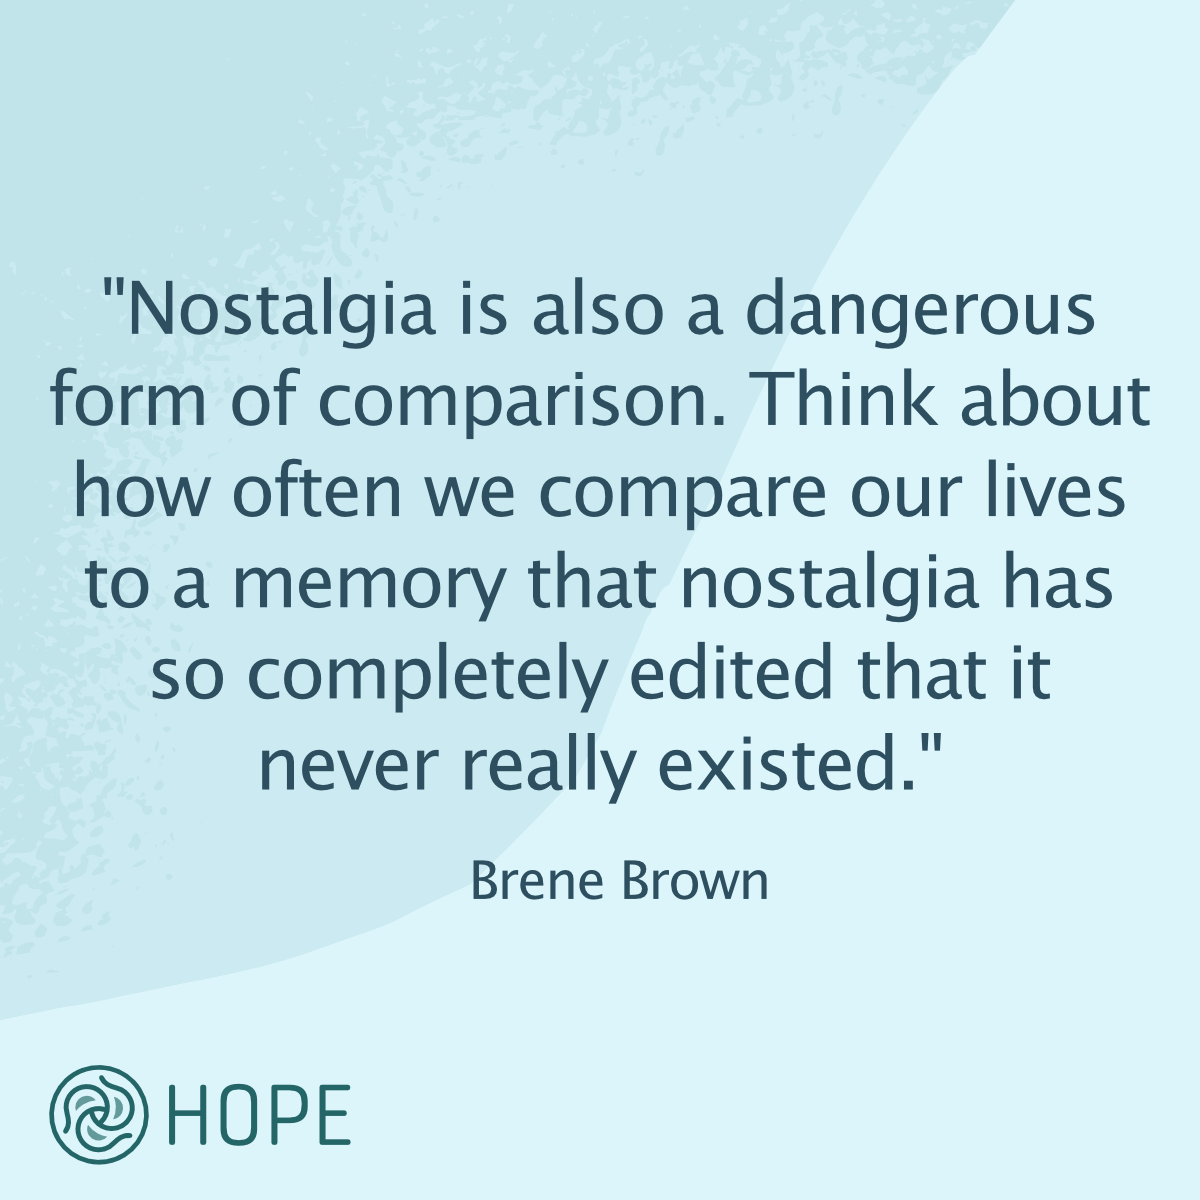 "Nostalgia is also a dangerous
form of comparison. Think about
how often we compare our lives
to a memory that nostalgia has
so completely edited that it
never really existed."
Brene Brown
HOPE